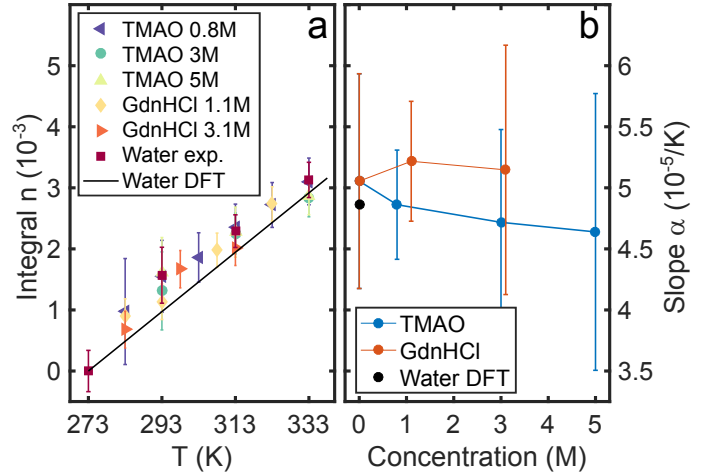 a
TMAO 0.8M
TMAO 3M
TMAO 5M
GdnHCl 1.1M
GdnHCl 3.1M
Water exp.
Water DFT
Integral n (10⁻³)
5
4
3
2
1
0
273 293 313 333
T (K)
b
TMAO
GdnHCl
Water DFT
6
5.5
5
4.5
4
3.5
Slope α (10⁻⁵/K)
0 1 2 3 4 5
Concentration (M)